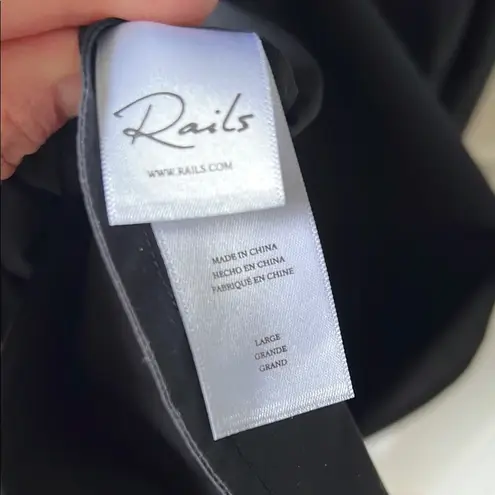 Rails
WWW.RAILS.COM
MADE IN CHINA
HECHO EN CHINA
FABRIQUÉ EN CHINE
LARGE
GRANDE
GRAND